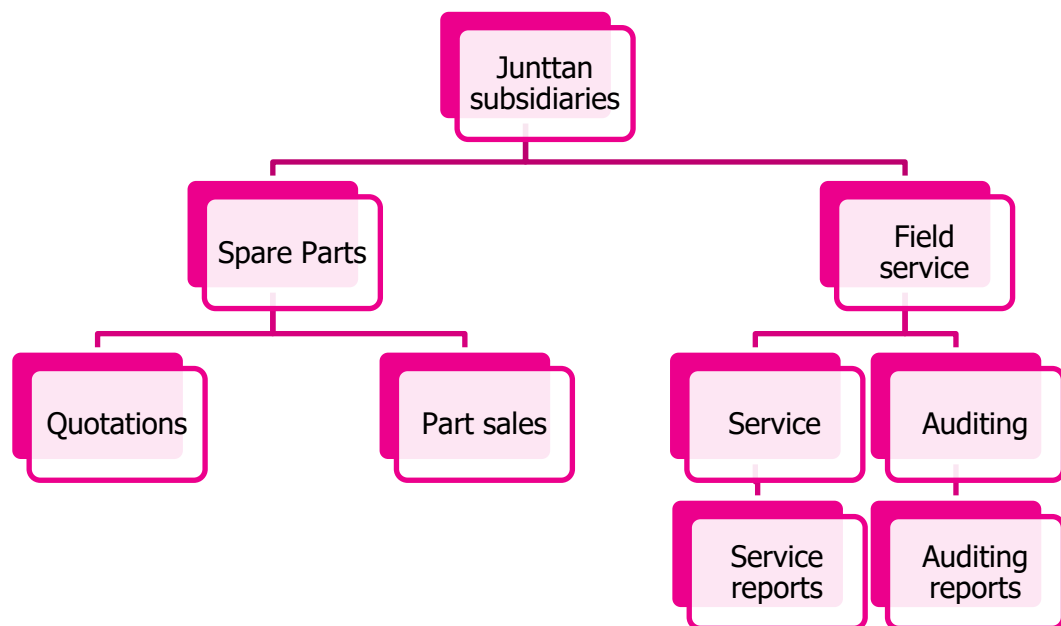 Junttan
subsidiaries
Spare Parts
Field
service
Quotations
Part sales
Service
Auditing
Service
reports
Auditing
reports